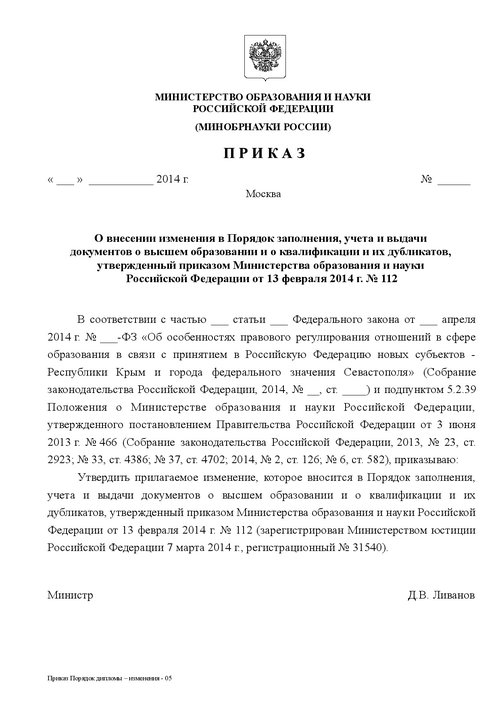 МИНИСТЕРСТВО ОБРАЗОВАНИЯ И НАУКИ
РОССИЙСКОЙ ФЕДЕРАЦИИ
(МИНОБРНАУКИ РОССИИ)
П Р И К А З
« ___ » ____________ 2014 г. № ______
Москва
О внесении изменения в Порядок заполнения, учета и выдачи
документов о высшем образовании и о квалификации и их дубликатов,
утвержденный приказом Министерства образования и науки
Российской Федерации от 13 февраля 2014 г. № 112
В соответствии с частью ___ статьи ___ Федерального закона от ___ апреля
2014 г. № ___-ФЗ «Об особенностях правового регулирования отношений в сфере
образования в связи с принятием в Российскую Федерацию новых субъектов -
Республики Крым и города федерального значения Севастополя» (Собрание
законодательства Российской Федерации, 2014, № __, ст. ____) и подпунктом 5.2.39
Положения о Министерстве образования и науки Российской Федерации,
утвержденного постановлением Правительства Российской Федерации от 3 июня
2013 г. № 466 (Собрание законодательства Российской Федерации, 2013, № 23, ст.
2923; № 33, ст. 4386; № 37, ст. 4702; 2014, № 2, ст. 126; № 6, ст. 582), приказываю:
Утвердить прилагаемое изменение, которое вносится в Порядок заполнения,
учета и выдачи документов о высшем образовании и о квалификации и их
дубликатов, утвержденный приказом Министерства образования и науки Российской
Федерации от 13 февраля 2014 г. № 112 (зарегистрирован Министерством юстиции
Российской Федерации 7 марта 2014 г., регистрационный № 31540).
Министр Д.В. Ливанов
Приказ Порядок дипломы – изменения - 05